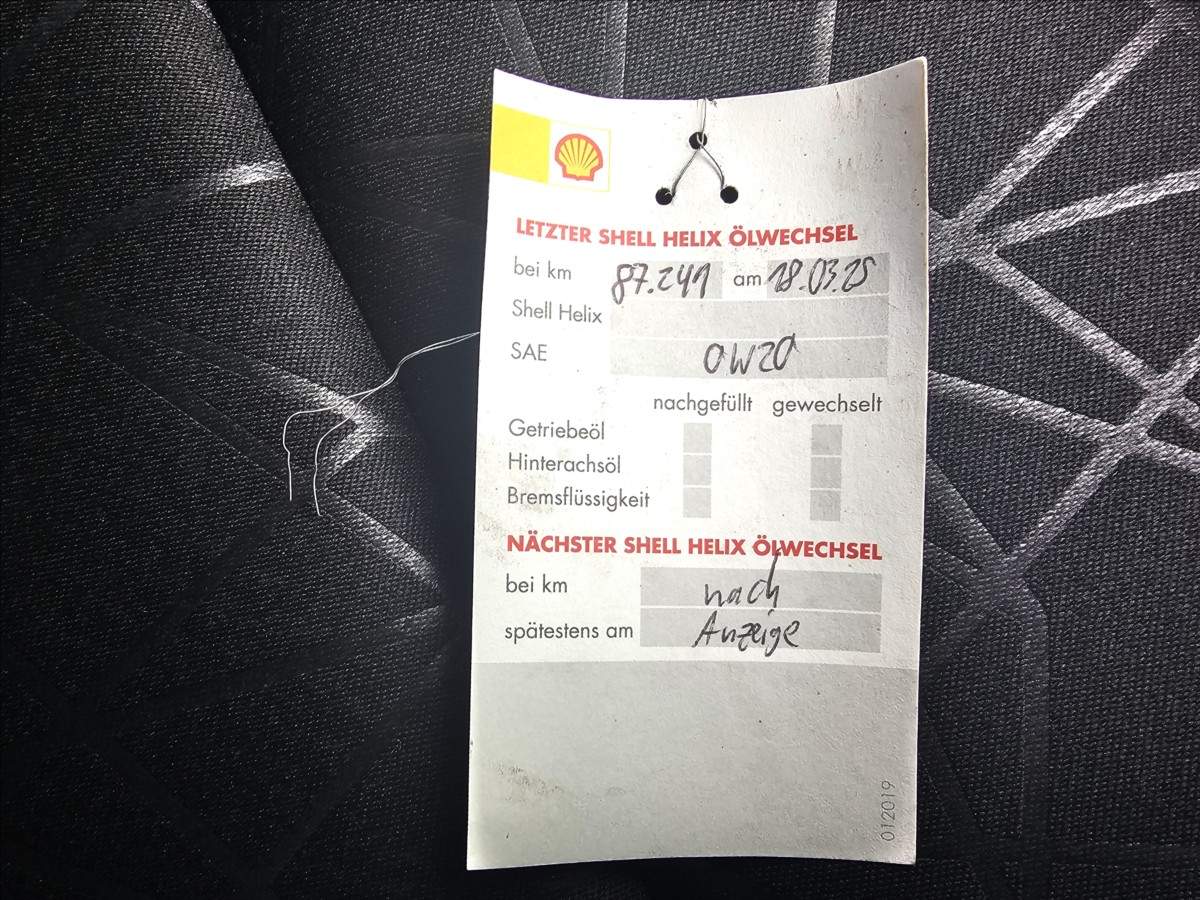 LETZTER SHELL HELIX ÖLWECHSEL
bei km 87.241 am 18.03.25
Shell Helix
SAE 0W20
nachgefüllt gewechselt
Getriebeöl
Hinterachsöl
Bremsflüssigkeit
NÄCHSTER SHELL HELIX ÖLWECHSEL
bei km nach
spätestens am Anzeige
012019